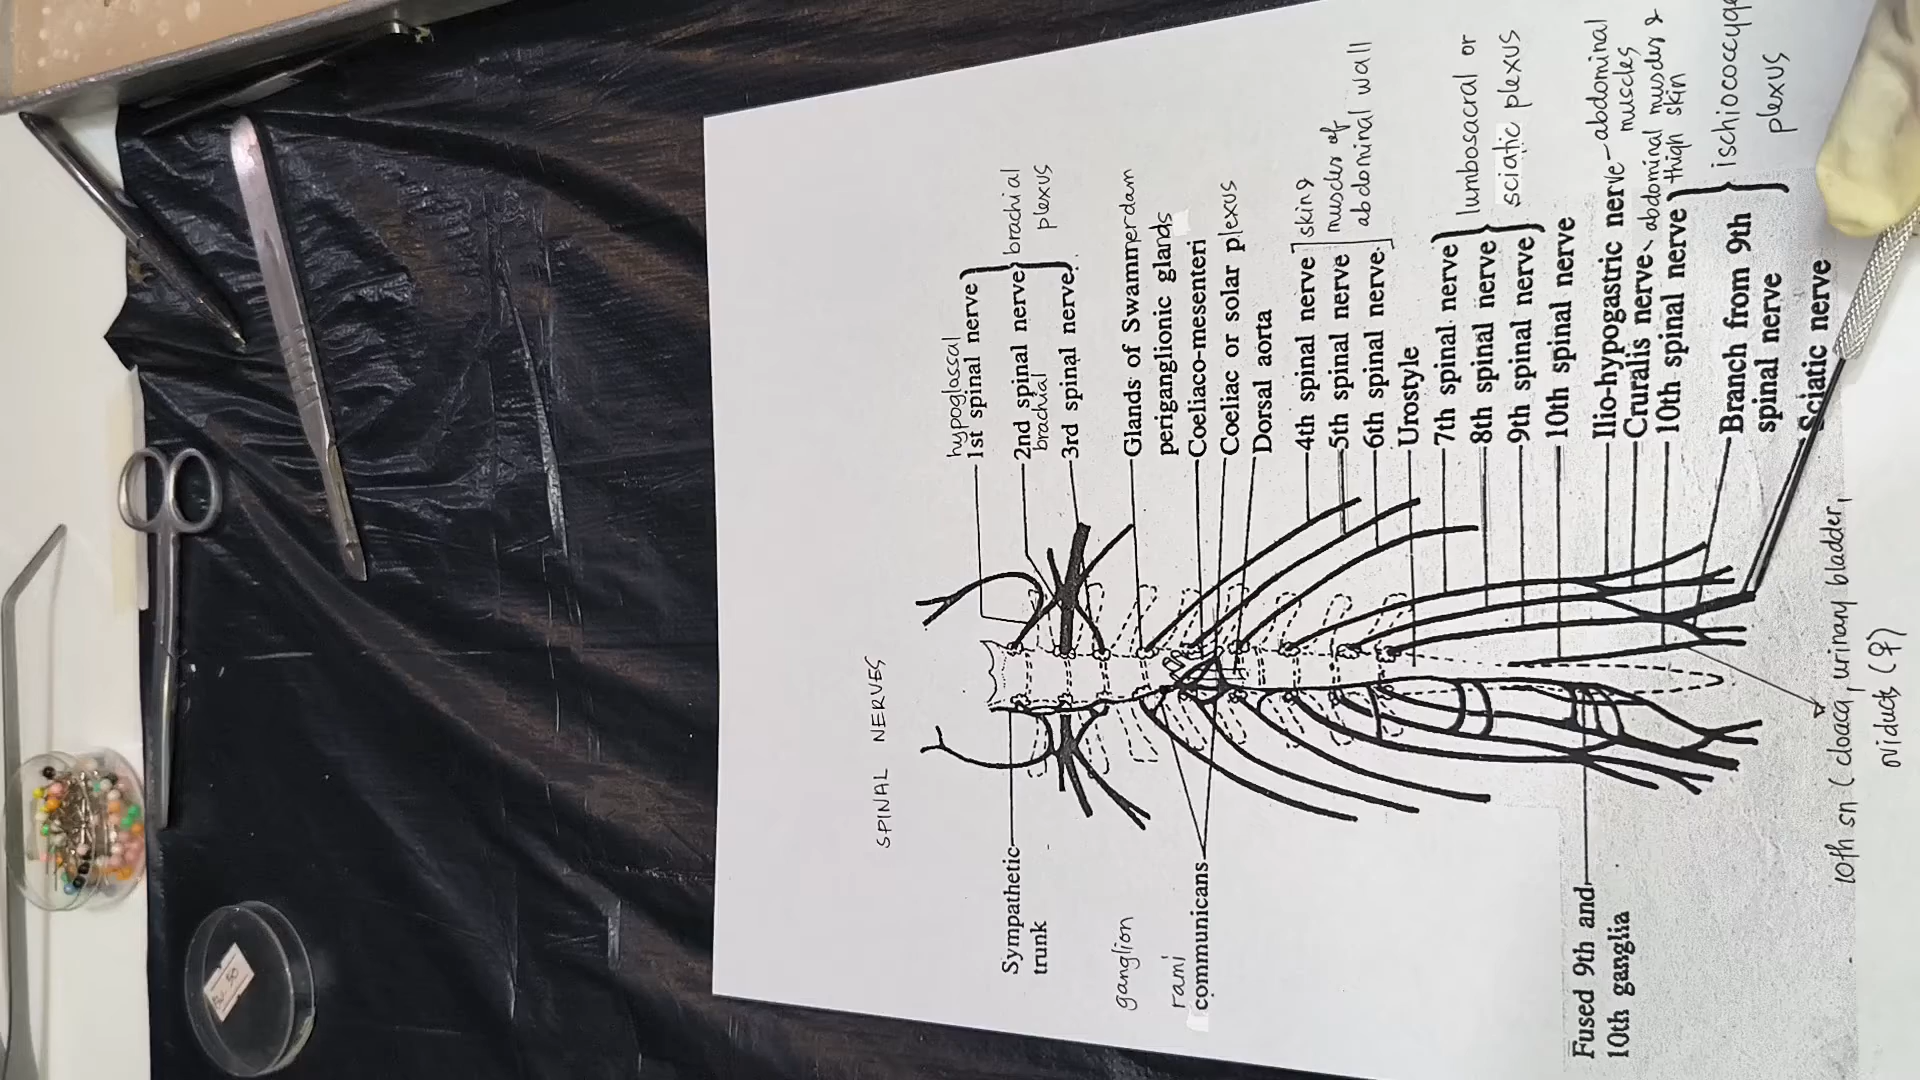 SPINAL NERVES
hypoglossal
1st spinal nerve
2nd spinal nerve
brachial
3rd spinal nerve
brachial
plexus
Glands of Swammerdam
periganglionic glands
Coeliaco-mesenteri
Coeliac or solar plexus
Dorsal aorta
4th spinal nerve
5th spinal nerve
6th spinal nerve
skin &
muscles of
abdominal wall
Urostyle
7th spinal nerve
8th spinal nerve
9th spinal nerve
lumbosacral or
sciatic plexus
10th spinal nerve
Ilio-hypogastric nerve - abdominal
muscles
Cruralis nerve - abdominal muscles &
thigh skin
10th spinal nerve
Branch from 9th
spinal nerve
ischiococcyge
plexus
Sciatic nerve
Sympathetic
trunk
ganglion
rami
communicans
Fused 9th and
10th ganglia
10th sn (cloaca, urinary bladder,
oviducts (♀)